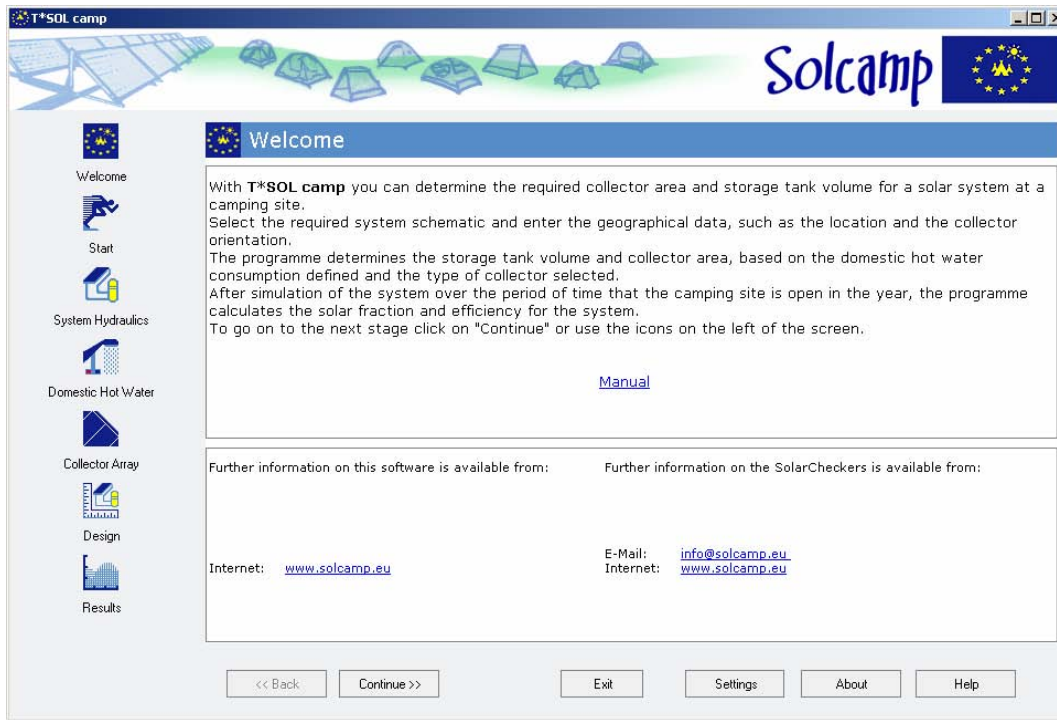 T*SOL camp
Solcamp
Welcome
Start
System Hydraulics
Domestic Hot Water
Collector Array
Design
Results
Welcome
With T*SOL camp you can determine the required collector area and storage tank volume for a solar system at a
camping site.
Select the required system schematic and enter the geographical data, such as the location and the collector
orientation.
The programme determines the storage tank volume and collector area, based on the domestic hot water
consumption defined and the type of collector selected.
After simulation of the system over the period of time that the camping site is open in the year, the programme
calculates the solar fraction and efficiency for the system.
To go on to the next stage click on "Continue" or use the icons on the left of the screen.
Manual
Further information on this software is available from:
Internet: www.solcamp.eu
Further information on the SolarCheckers is available from:
E-Mail: info@solcamp.eu
Internet: www.solcamp.eu
<< Back
Continue >>
Exit
Settings
About
Help